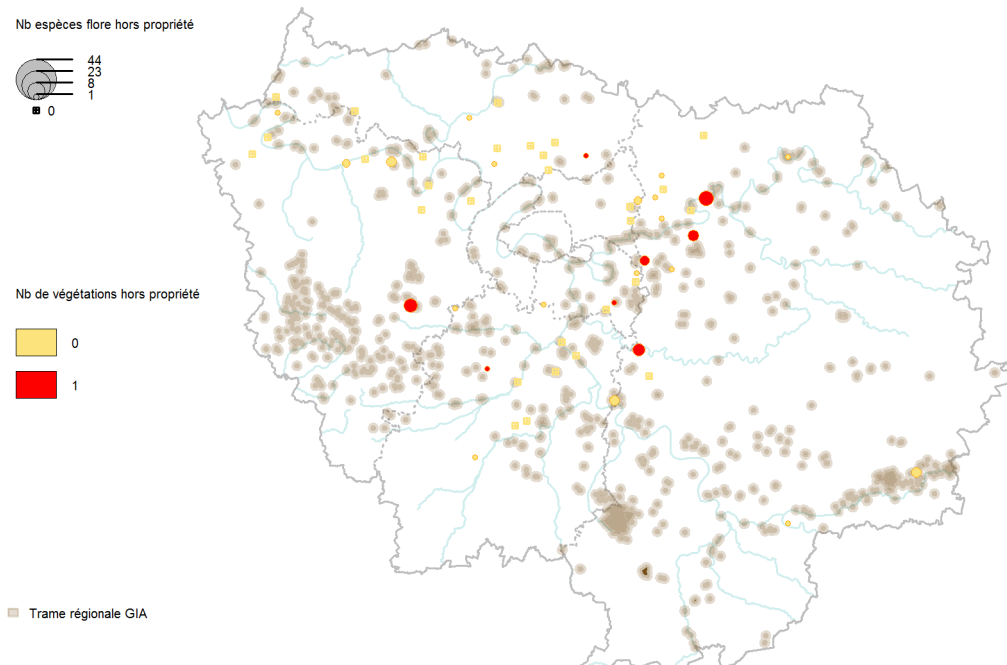 Nb espèces flore hors propriété
44
23
8
1
0
Nb de végétations hors propriété
0
1
Trame régionale GIA